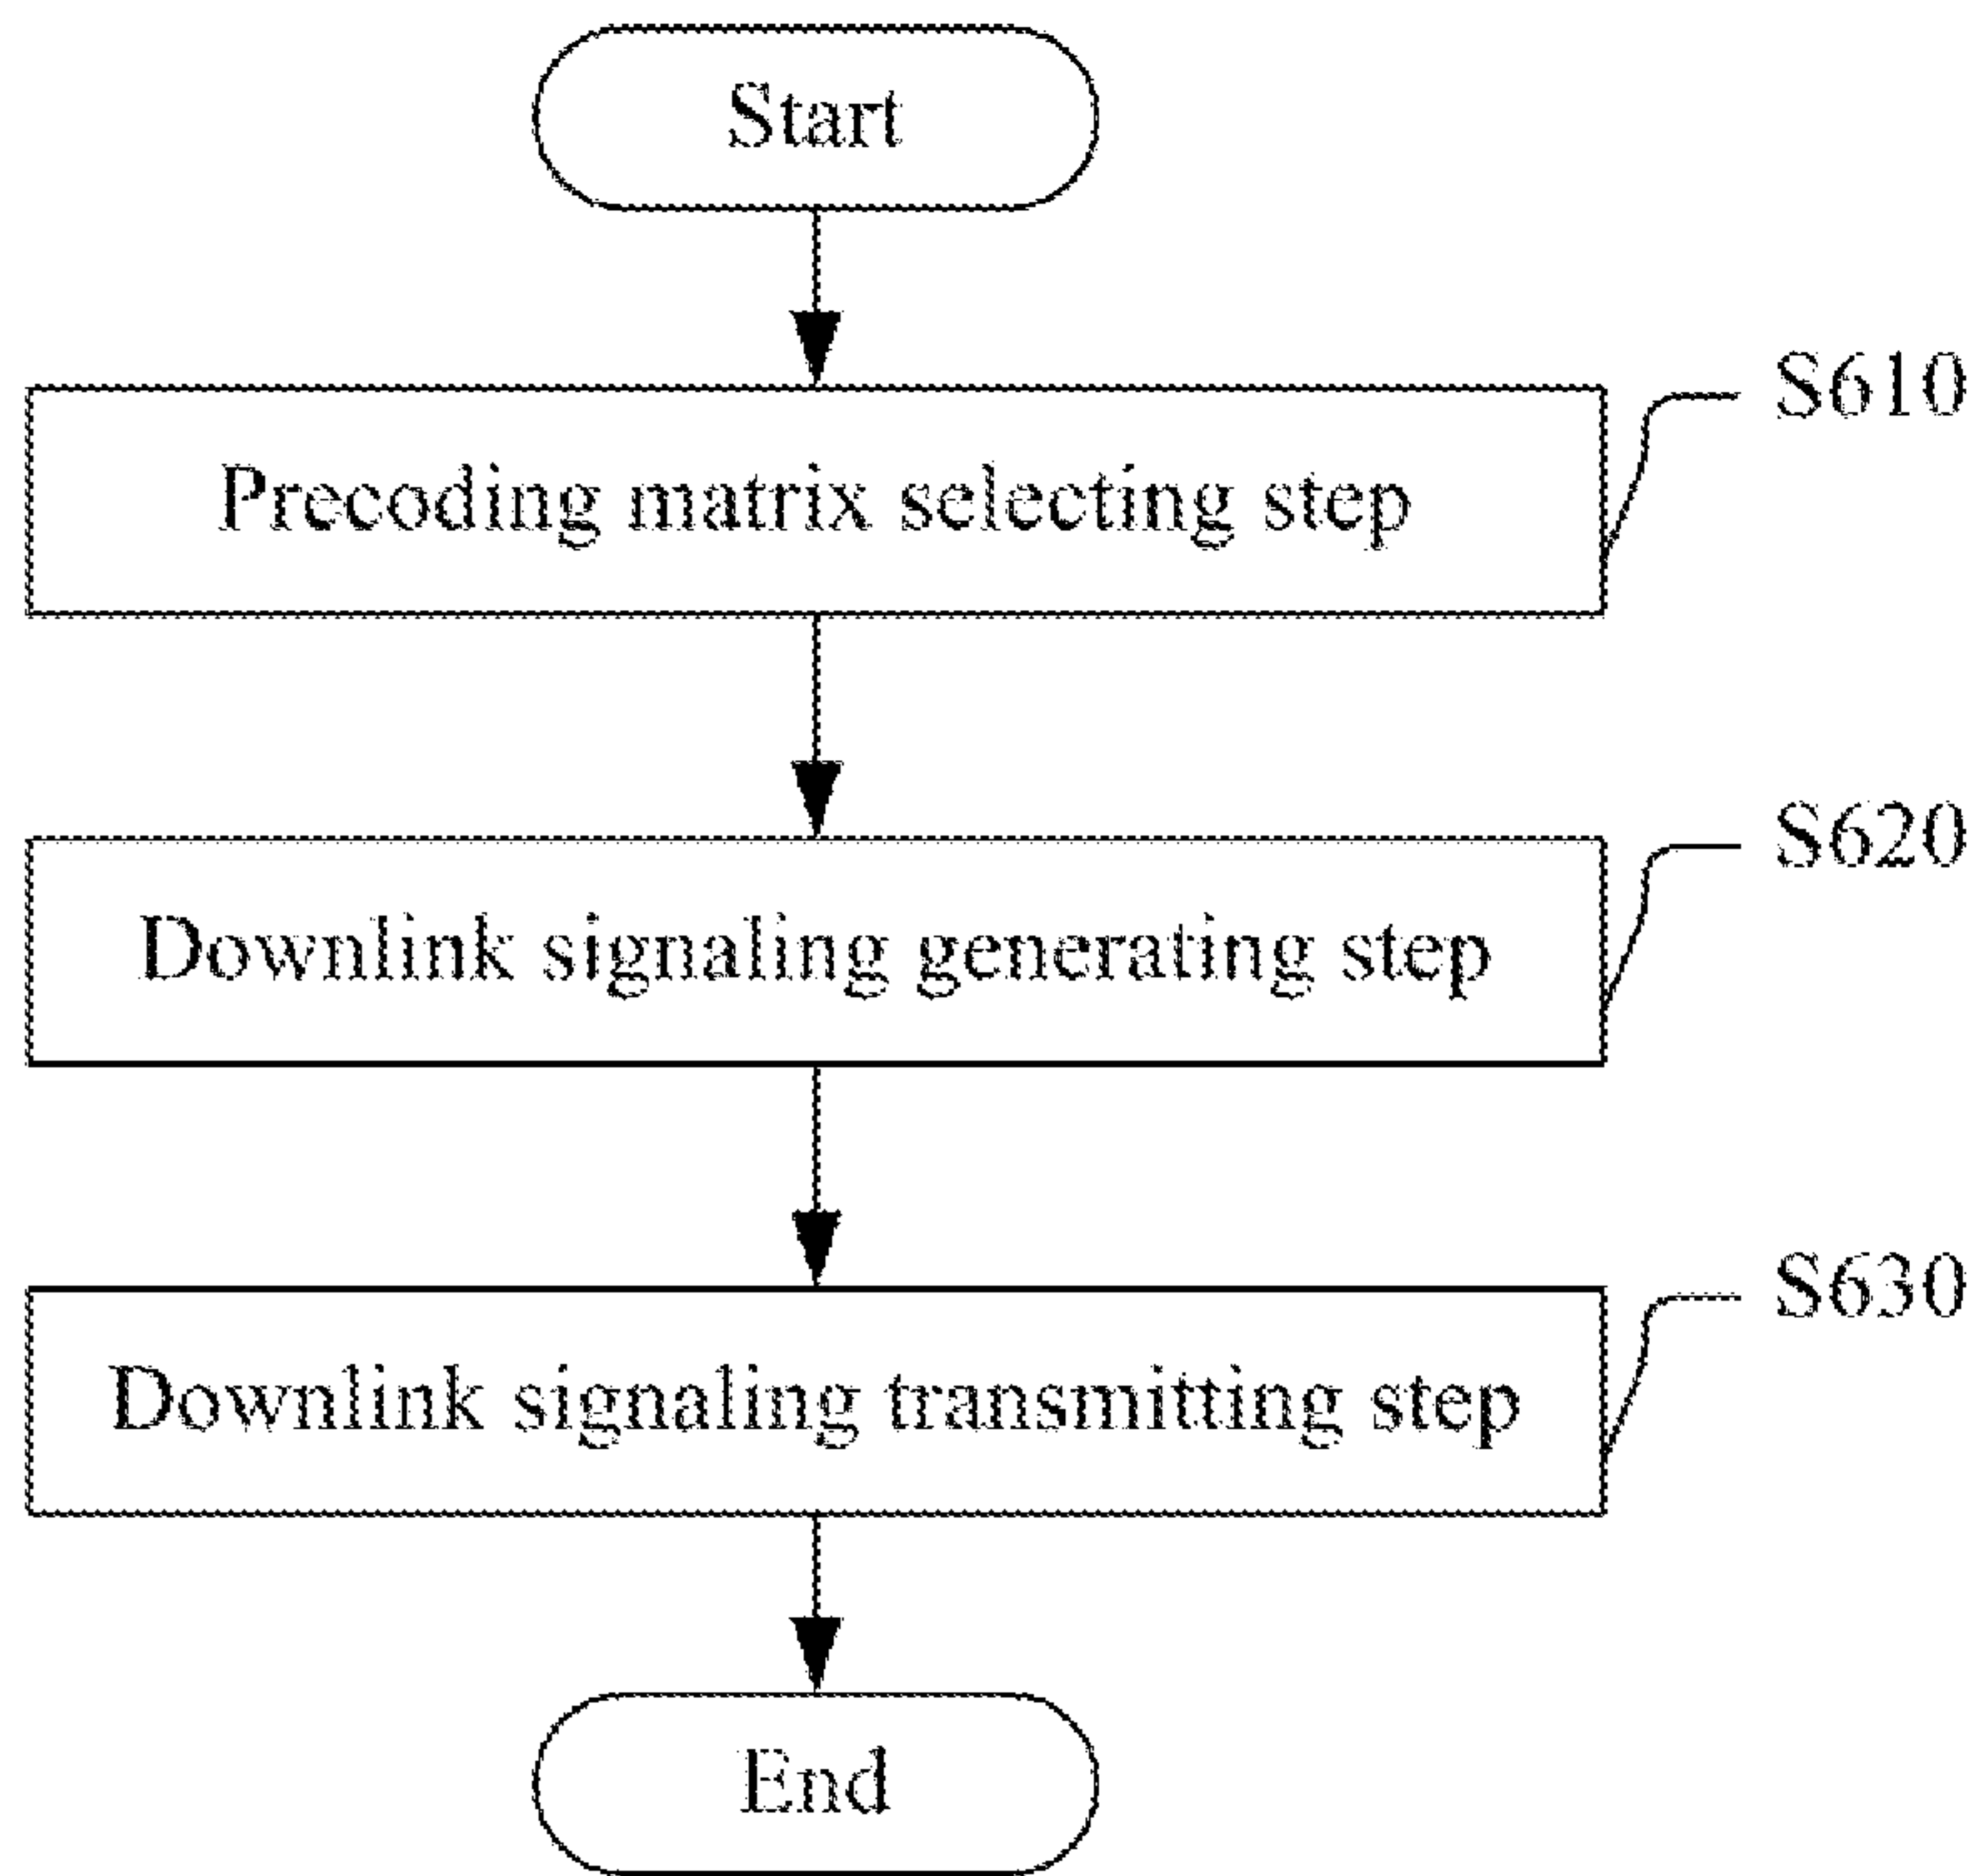 Start
S610
Precoding matrix selecting step
S620
Downlink signaling generating step
S630
Downlink signaling transmitting step
End